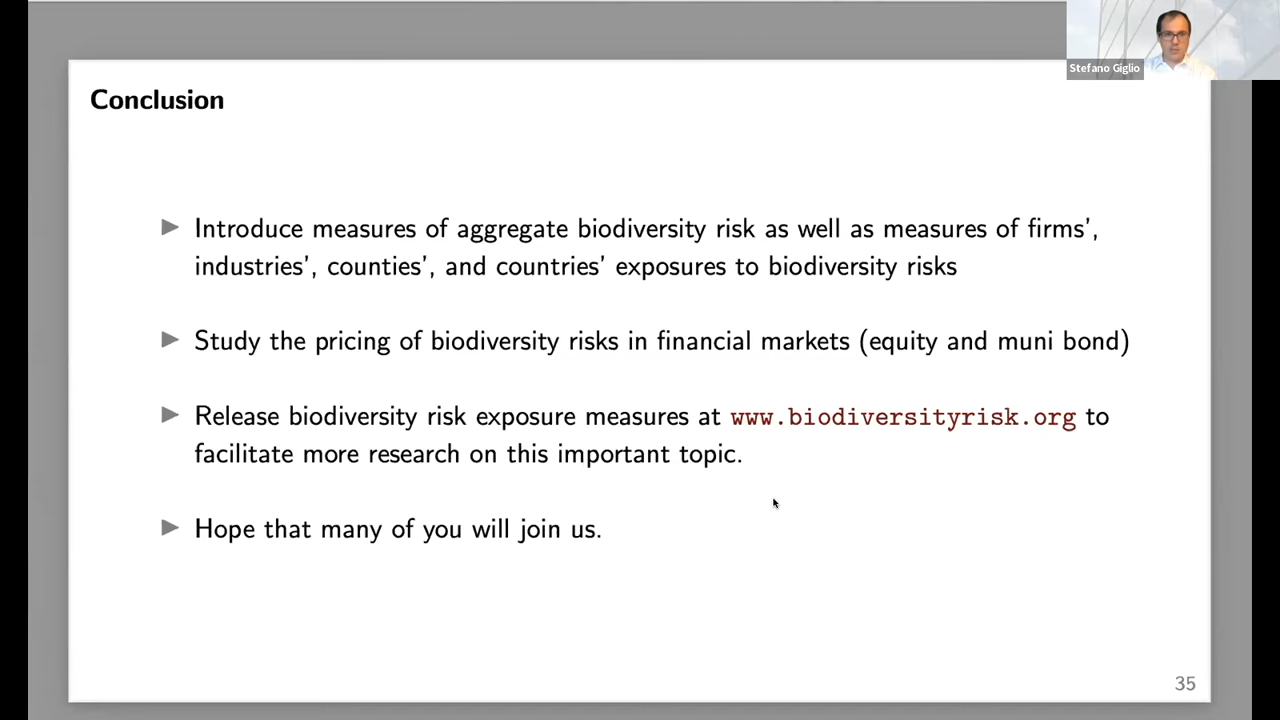 Stefano Giglio
Conclusion
Introduce measures of aggregate biodiversity risk as well as measures of firms',
industries', counties', and countries' exposures to biodiversity risks
Study the pricing of biodiversity risks in financial markets (equity and muni bond)
Release biodiversity risk exposure measures at www.biodiversityrisk.org to
facilitate more research on this important topic.
Hope that many of you will join us.
35